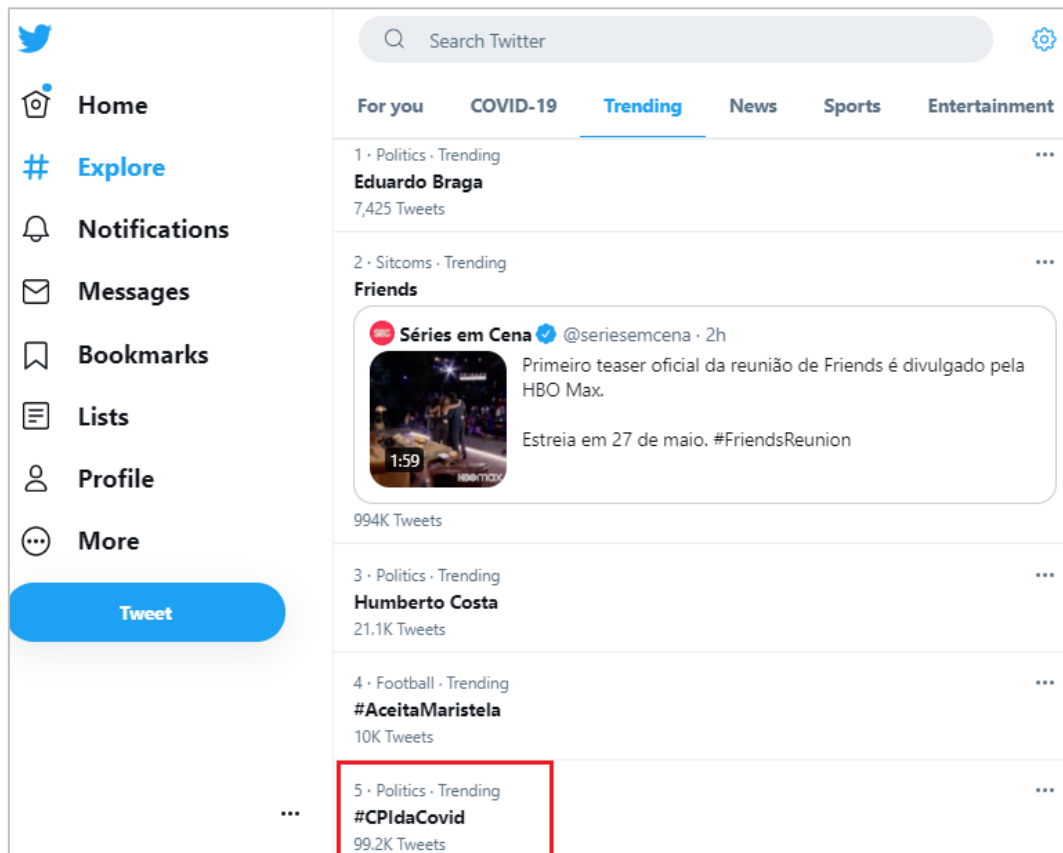 Search Twitter
Home
Explore
Notifications
Messages
Bookmarks
Lists
Profile
More
Tweet
For you COVID-19 Trending News Sports Entertainment
1 · Politics · Trending
Eduardo Braga
7,425 Tweets
2 · Sitcoms · Trending
Friends
SEC Séries em Cena @seriesemcena · 2h
Primeiro teaser oficial da reunião de Friends é divulgado pela
HBO Max.
Estreia em 27 de maio. #FriendsReunion
1:59
HBOmax
994K Tweets
3 · Politics · Trending
Humberto Costa
21.1K Tweets
4 · Football · Trending
#AceitaMaristela
10K Tweets
5 · Politics · Trending
#CPIdaCovid
99.2K Tweets